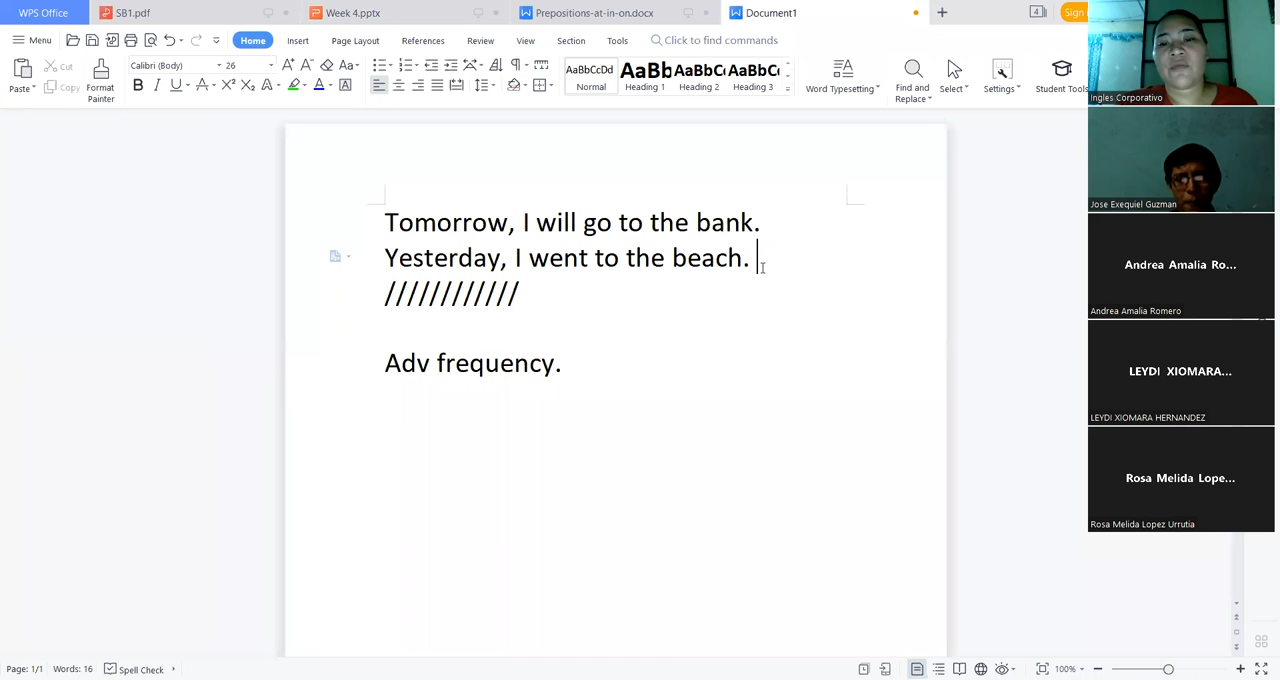 WPS Office SB1.pdf Week 4.pptx Prepositions-at-in-on.docx Document1 + 4 Sign
Menu Home Insert Page Layout References Review View Section Tools Click to find commands
Paste Cut Copy Format Painter Calibri (Body) 26 AaBbCcDd Normal AaBb Heading 1 AaBbCc Heading 2 AaBbCc Heading 3 Word Typesetting Find and Replace Select Settings Student Tools
Tomorrow, I will go to the bank.
Yesterday, I went to the beach.
////////////
Adv frequency.
Ingles Corporativo
Jose Exequiel Guzman
Andrea Amalia Ro...
Andrea Amalia Romero
LEYDI XIOMARA...
LEYDI XIOMARA HERNANDEZ
Rosa Melida Lope...
Rosa Melida Lopez Urrutia
Page: 1/1 Words: 16 Spell Check 100%